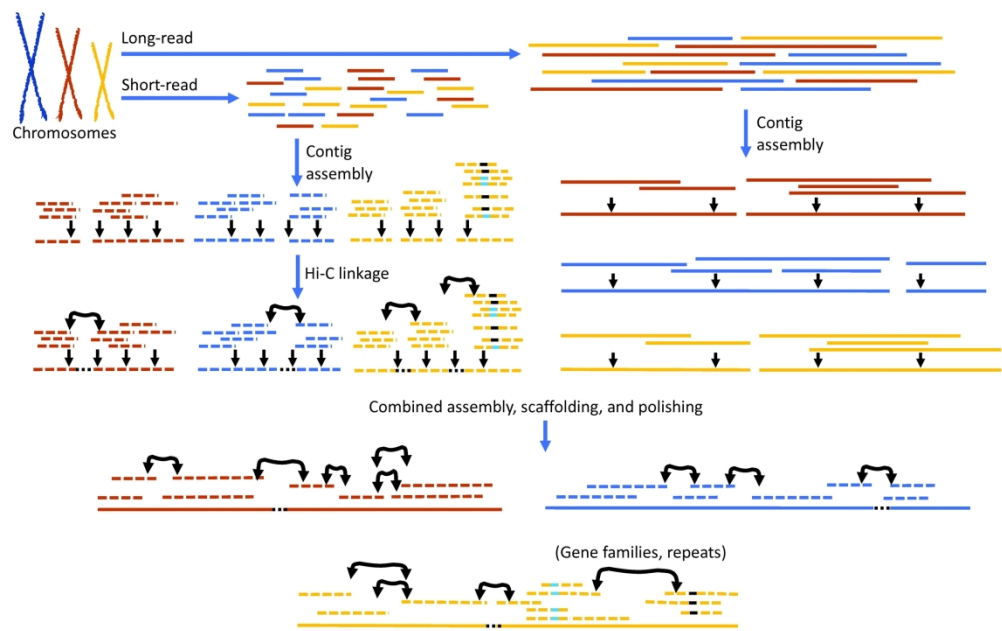 Long-read
Short-read
Chromosomes
Contig
assembly
Contig
assembly
Hi-C linkage
Combined assembly, scaffolding, and polishing
(Gene families, repeats)